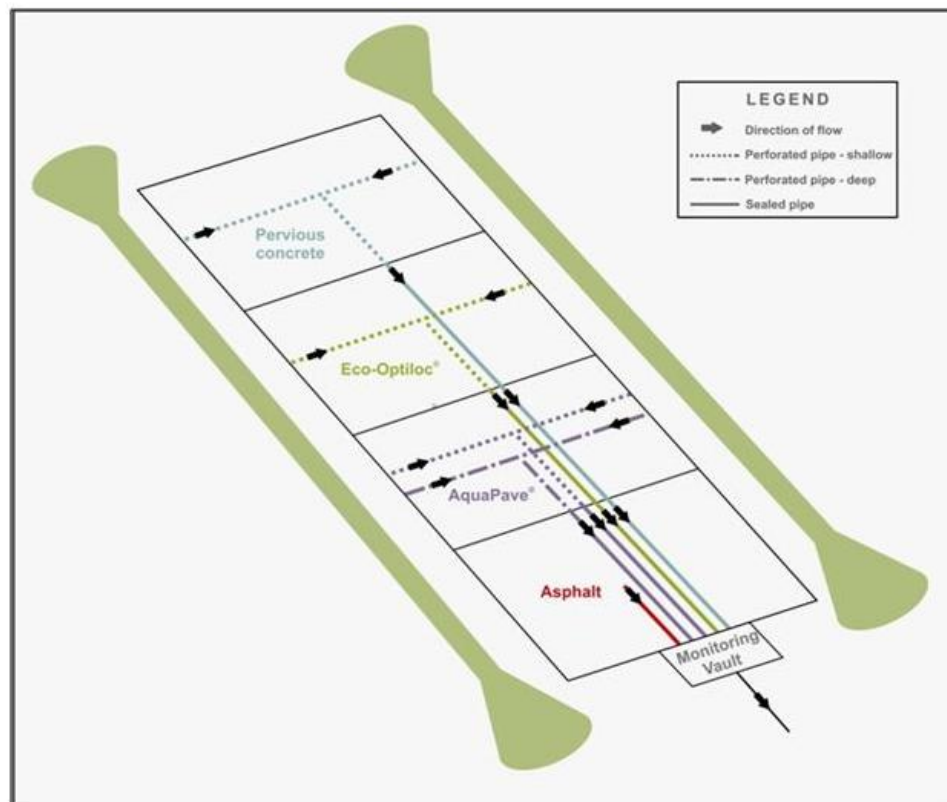 LEGEND
Direction of flow
Perforated pipe - shallow
Perforated pipe - deep
Sealed pipe
Pervious
concrete
Eco-Optiloc®
AquaPave®
Asphalt
Monitoring
Vault